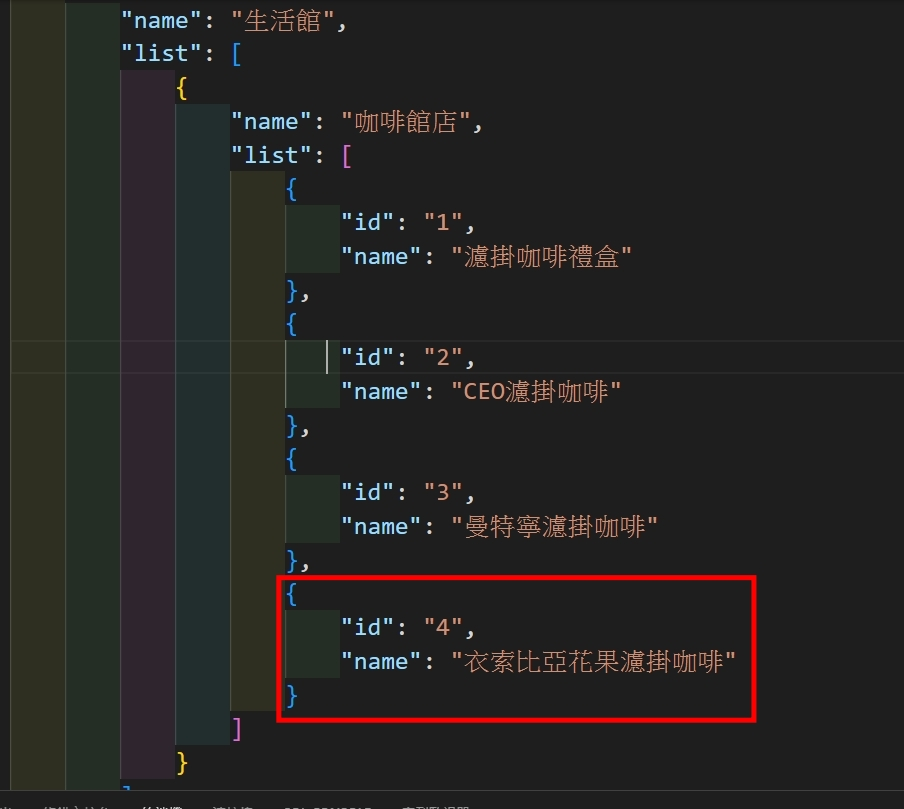 "name": "生活館",
"list": [
{
"name": "咖啡館店",
"list": [
{
"id": "1",
"name": "濾掛咖啡禮盒"
},
{
"id": "2",
"name": "CEO濾掛咖啡"
},
{
"id": "3",
"name": "曼特寧濾掛咖啡"
},
{
"id": "4",
"name": "衣索比亞花果濾掛咖啡"
}
]
}